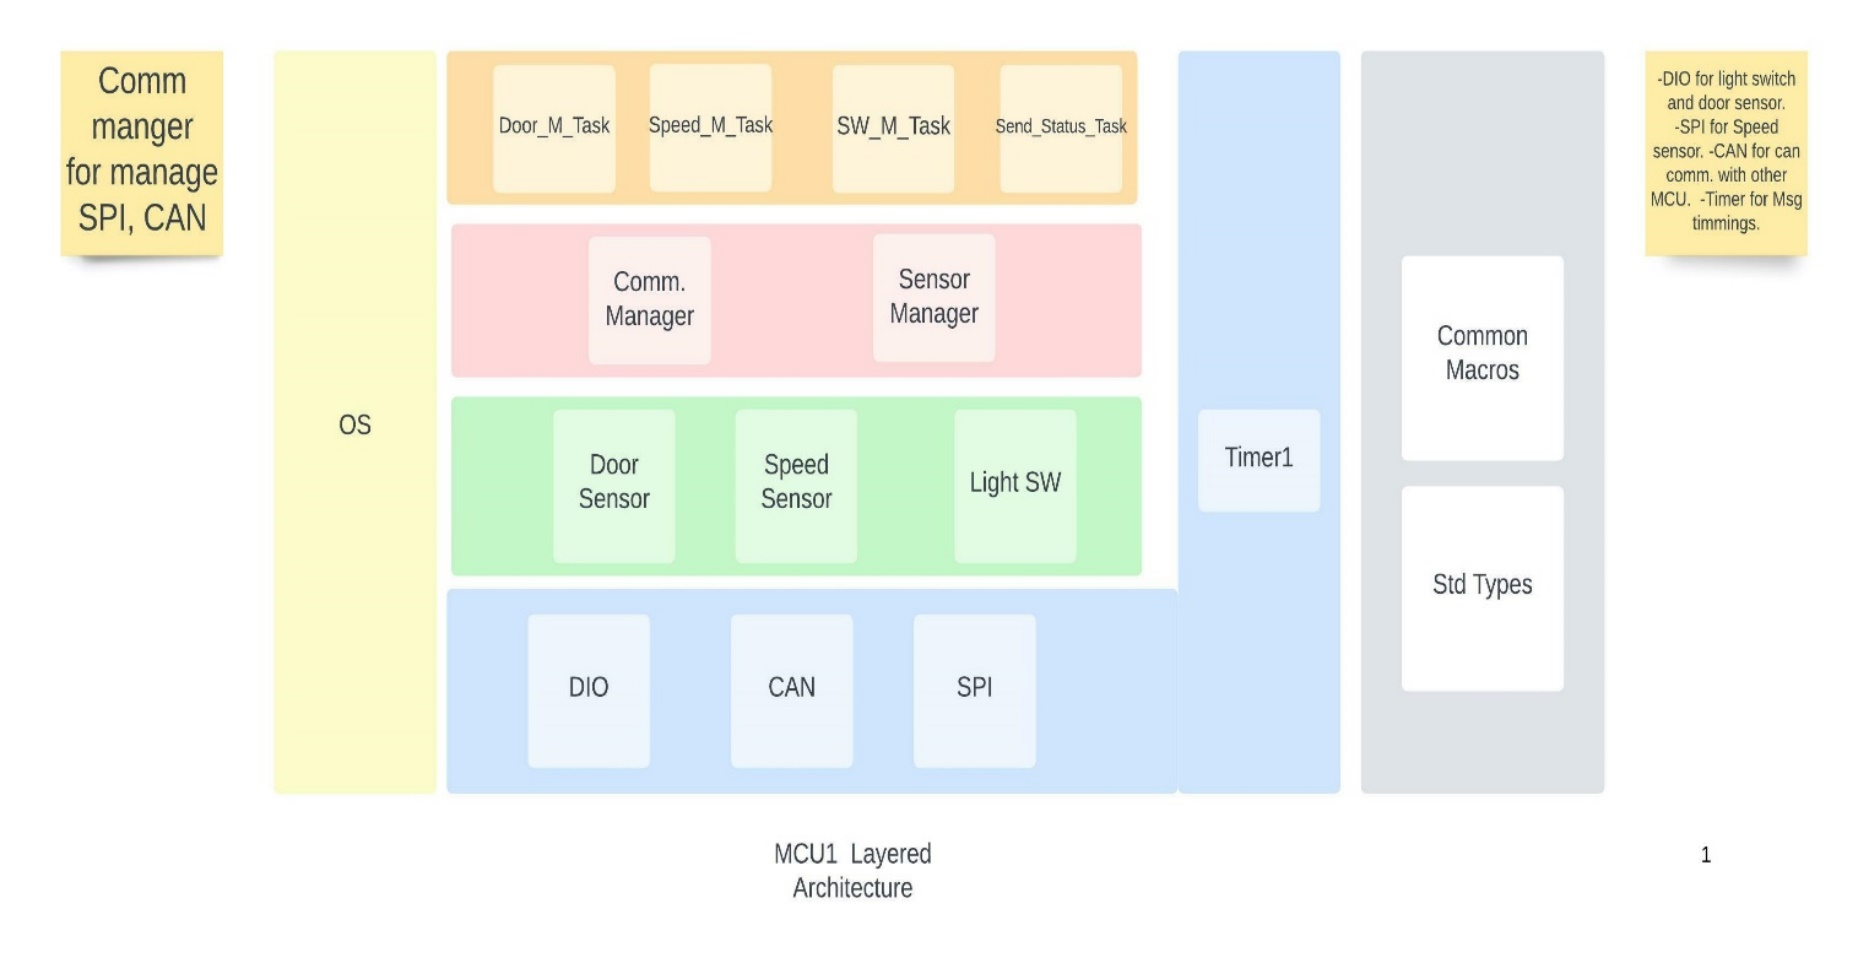 Comm
manger
for manage
SPI, CAN
OS
Door_M_Task
Speed_M_Task
SW_M_Task
Send_Status_Task
Comm.
Manager
Sensor
Manager
Door
Sensor
Speed
Sensor
Light SW
DIO
CAN
SPI
Timer1
Common
Macros
Std Types
-DIO for light switch
and door sensor.
-SPI for Speed
sensor. -CAN for can
comm. with other
MCU.  -Timer for Msg
timmings.
MCU1  Layered
Architecture
1